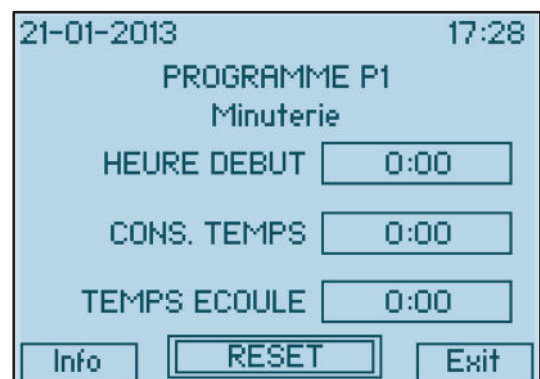 21-01-2013 17:28
PROGRAMME P1
Minuterie
HEURE DEBUT 0:00
CONS. TEMPS 0:00
TEMPS ECOULE 0:00
Info RESET Exit